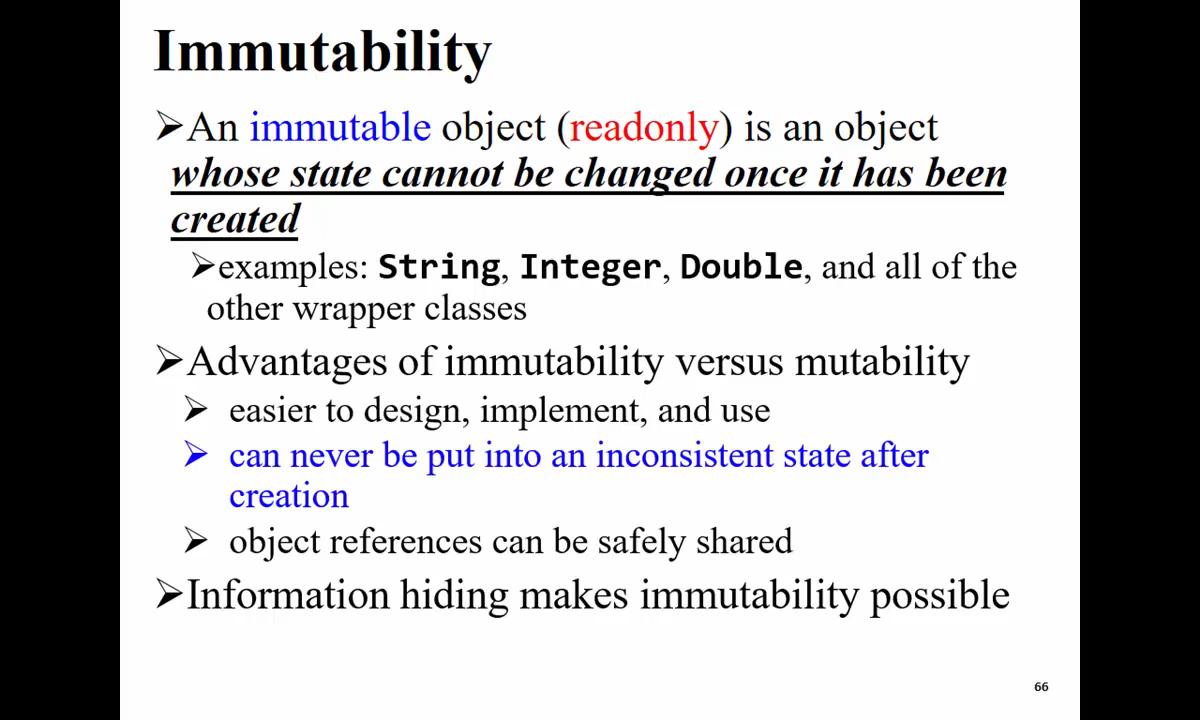 Immutability
➢An immutable object (readonly) is an object
whose state cannot be changed once it has been
created
➢examples: String, Integer, Double, and all of the
other wrapper classes
➢Advantages of immutability versus mutability
➢ easier to design, implement, and use
➢ can never be put into an inconsistent state after
creation
➢ object references can be safely shared
➢Information hiding makes immutability possible
66